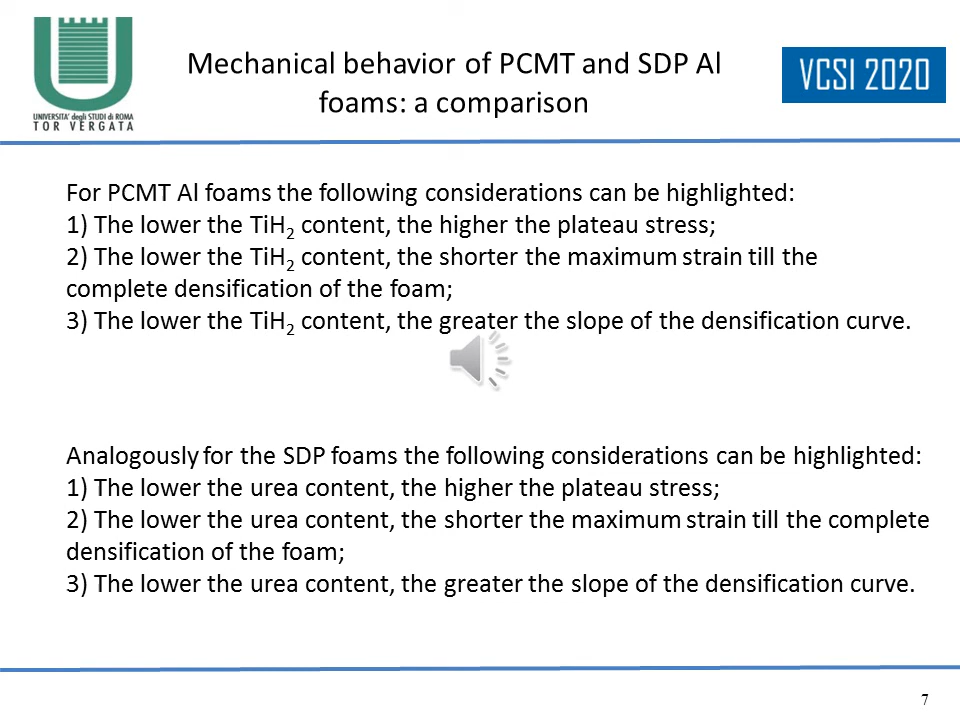 UNIVERSITA' degli STUDI di ROMA
TOR VERGATA
Mechanical behavior of PCMT and SDP Al
foams: a comparison
VCSI 2020
For PCMT Al foams the following considerations can be highlighted:
1) The lower the TiH₂ content, the higher the plateau stress;
2) The lower the TiH₂ content, the shorter the maximum strain till the
complete densification of the foam;
3) The lower the TiH₂ content, the greater the slope of the densification curve.
Analogously for the SDP foams the following considerations can be highlighted:
1) The lower the urea content, the higher the plateau stress;
2) The lower the urea content, the shorter the maximum strain till the complete
densification of the foam;
3) The lower the urea content, the greater the slope of the densification curve.
7